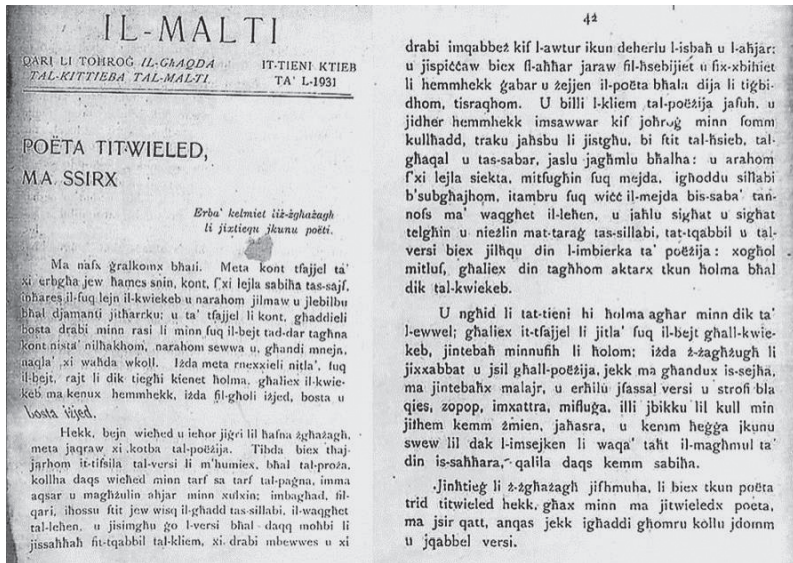 IL-MALTI
QARI LI TOĦROĠ IL-GĦAQDA
TAL-KITTIEBA TAL-MALTI.
IT-TIENI KTIEB
TA' L-1931
POËTA TITWIELED,
MA SSIRX
Erba' kelmiet liż-żgħażagħ
li jixtiequ jkunu poëti.
Ma nafx ġralkomx bħali. Meta kont tfajjel ta'
xi erbgħa jew ħames snin, kont, f'xi lejla sabiħa tas-sajf,
inħares il-fuq lejn il-kwiekeb u narahom jilmaw u jlebilbu
bħal djamanti jitħarrku; u ta' tfajjel li kont, għaddieli
bosta drabi minn rasi li minn fuq il-bejt tad-dar tagħna
kont nista' nilħakhom, narahom sewwa u, għandi mnejn,
naqla' xi waħda wkoll. Iżda meta rnexxieli nitla', fuq
il-bejt, rajt li dik tiegħi kienet ħolma, għaliex il-kwie-
keb ma kenux hemmhekk, iżda fil-għoli iżjed, bosta u
bosta iżjed.
Hekk, bejn wieħed u ieħor jiġri lil ħafna żgħażagħ,
meta jaqraw xi kotba tal-poëżija. Tibda biex tħaj-
jarhom it-tifsila tal-versi li m'humiex, bħal tal-proża,
kollha daqs wieħed minn tarf sa tarf tal-paġna, imma
aqsar u magħżulin aħjar minn xulxin; imbagħad, fil-
qari, iħossu ftit jew wisq il-għadd tas-sillabi, il-waqgħet
tal-leħen, u jisimgħu ġo l-versi bħal daqq moħbi li
jissaħħaħ fit-tqabbil tal-kliem, xi drabi mbewwes u xi
42
drabi imqabbeż kif l-awtur ikun deherlu l-isbaħ u l-aħjar:
u jispiċċaw biex fl-aħħar jaraw fil-ħsebijiet u fix-xbihiet
li hemmhekk ġabar u żejjen il-poëta bħala dija li tiġbi-
dhom, tisraqhom. U billi l-kliem tal-poëżija jafuh, u
jidher hemmhekk imsawwar kif joħroġ minn fomm
kullħadd, traku jaħsbu li jistgħu, bi ftit tal-ħsieb, tal-
għaqal u tas-sabar, jaslu jagħmlu bħalha: u arahom
f'xi lejla siekta, mitfugħin fuq mejda, igħoddu sillabi
b'subgħajhom, itambru fuq wiċċ il-mejda bis-saba' tan-
nofs ma' waqgħet il-leħen, u jaħlu sigħat u sigħat
telgħin u nieżlin mat-taraġ tas-sillabi, tat-tqabbil u tal-
versi biex jilħqu din l-imbierka ta' poëżija: xogħol
mitluf, għaliex din tagħhom aktarx tkun ħolma bħal
dik tal-kwiekeb.
U ngħid li tat-tieni hi ħolma agħar minn dik ta'
l-ewwel; għaliex it-tfajjel li jitla' fuq il-bejt għall-kwie-
keb, jintebaħ minnufih li ħolom; iżda ż-żagħżugħ li
jixxabbat u jsil għall-poëżija, jekk ma għandux is-sejħa,
ma jintebaħx malajr, u erħilu jfassal versi u strofi bla
qies, zopop, imxattra, mifluġa, illi jbikku lil kull min
jifhem kemm żmien, jaħasra, u kemm ħeġġa jkunu
swew lil dak l-imsejken li waqa' taħt il-magħmul ta'
din is-saħħara, qalila daqs kemm sabiħa.
Jinħtieġ li ż-żgħażagħ jifhmuha, li biex tkun poëta
trid titwieled hekk, għax minn ma jitwieledx poeta,
ma jsir qatt, anqas jekk igħaddi għomru kollu jdomm
u jqabbel versi.